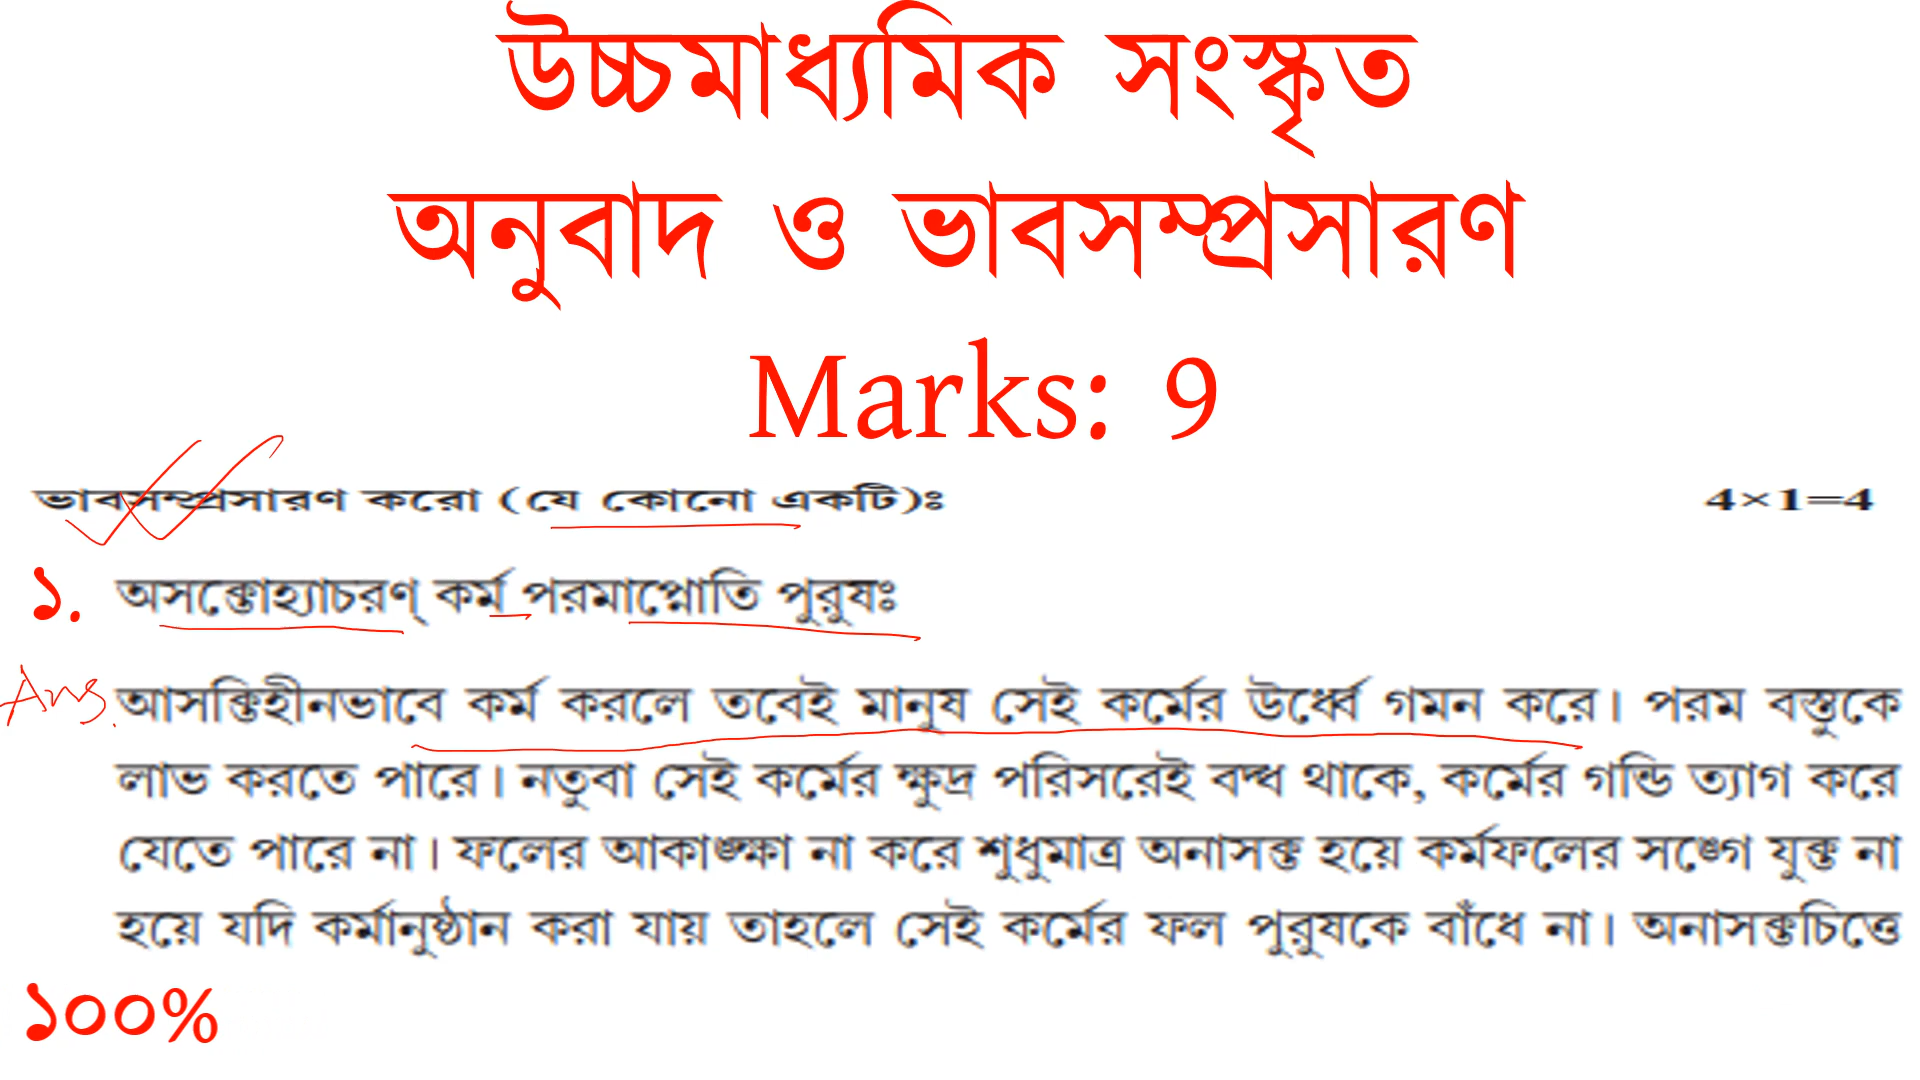 উচ্চমাধ্যমিক সংস্কৃত
অনুবাদ ও ভাবসম্প্রসারণ
Marks: 9
ভাবসম্প্রসারণ করো (যে কোনো একটি)ঃ 4×1=4
১. অসক্তোহ্যাচরণ্ কর্ম পরমাপ্নোতি পুরুষঃ
Ans. আসক্তিহীনভাবে কর্ম করলে তবেই মানুষ সেই কর্মের উর্ধ্বে গমন করে। পরম বস্তুকে
লাভ করতে পারে। নতুবা সেই কর্মের ক্ষুদ্র পরিসরেই বদ্ধ থাকে, কর্মের গন্ডি ত্যাগ করে
যেতে পারে না। ফলের আকাঙ্ক্ষা না করে শুধুমাত্র অনাসক্ত হয়ে কর্মফলের সঙ্গে যুক্ত না
হয়ে যদি কর্মানুষ্ঠান করা যায় তাহলে সেই কর্মের ফল পুরুষকে বাঁধে না। অনাসক্তচিত্তে
১০০%